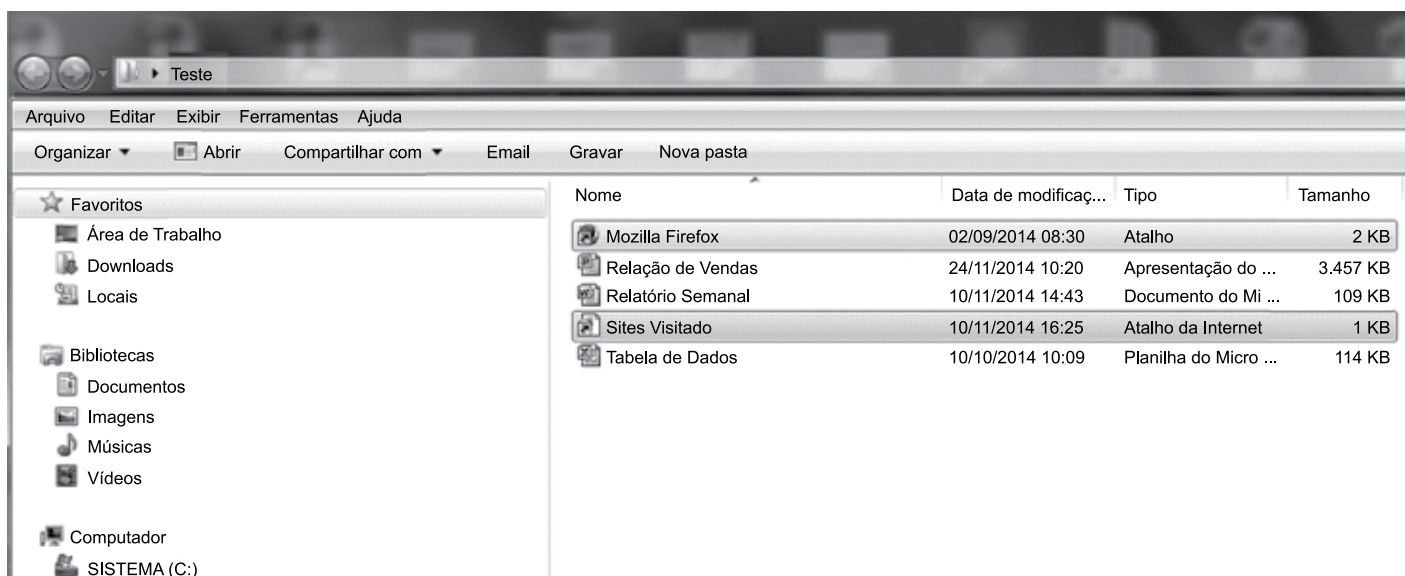 Teste
Arquivo Editar Exibir Ferramentas Ajuda
Organizar Abrir Compartilhar com Email Gravar Nova pasta
Favoritos
Área de Trabalho
Downloads
Locais
Bibliotecas
Documentos
Imagens
Músicas
Vídeos
Computador
SISTEMA (C:)
Nome Data de modificaç... Tipo Tamanho
Mozilla Firefox 02/09/2014 08:30 Atalho 2 KB
Relação de Vendas 24/11/2014 10:20 Apresentação do ... 3.457 KB
Relatório Semanal 10/11/2014 14:43 Documento do Mi ... 109 KB
Sites Visitado 10/11/2014 16:25 Atalho da Internet 1 KB
Tabela de Dados 10/10/2014 10:09 Planilha do Micro ... 114 KB